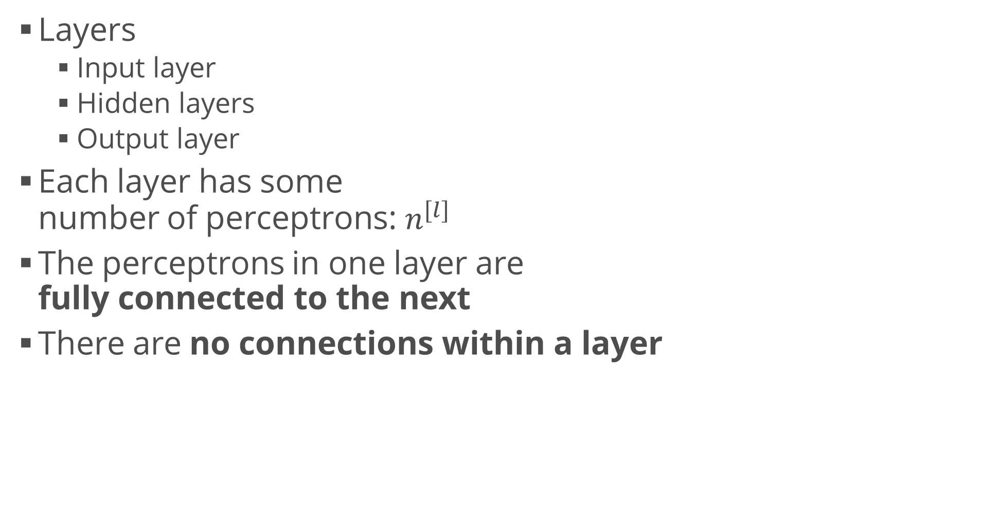 ▪ Layers
▪ Input layer
▪ Hidden layers
▪ Output layer
▪ Each layer has some
number of perceptrons: $n^{[l]}$
▪ The perceptrons in one layer are
fully connected to the next
▪ There are no connections within a layer